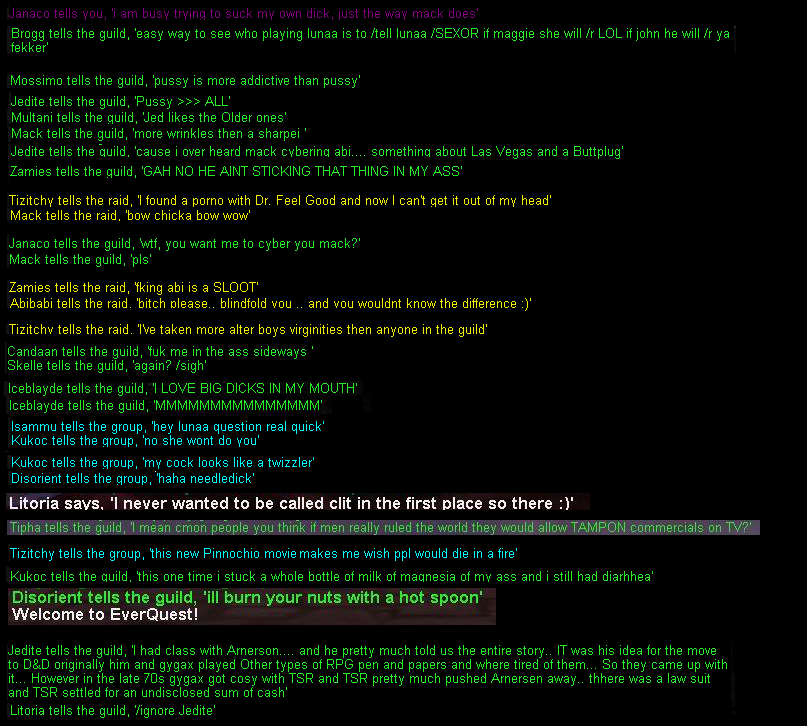 Janaco tells you, 'i am busy trying to suck my own dick, just the way mack does'
Brogg tells the guild, 'easy way to see who playing lunaa is to /tell lunaa /SEXOR if maggie she will /r LOL if john he will /r ya
fekker'
Mossimo tells the guild, 'pussy is more addictive than pussy'
Jedite tells the guild, 'Pussy >>> ALL'
Multani tells the guild, 'Jed likes the Older ones'
Mack tells the guild, 'more wrinkles then a sharpei '
Jedite tells the guild, 'cause i over heard mack cybering abi.... something about Las Vegas and a Buttplug'
Zamies tells the guild, 'GAH NO HE AINT STICKING THAT THING IN MY ASS'
Tizitchy tells the raid, 'I found a porno with Dr. Feel Good and now I can't get it out of my head'
Mack tells the raid, 'bow chicka bow wow'
Janaco tells the guild, 'wtf, you want me to cyber you mack?'
Mack tells the guild, 'pls'
Zamies tells the raid, 'fking abi is a SLOOT'
Abibabi tells the raid, 'bitch please.. blindfold you .. and you wouldnt know the difference :)'
Tizitchy tells the raid, 'I've taken more alter boys virginities then anyone in the guild'
Candaan tells the guild, 'fuk me in the ass sideways '
Skelle tells the guild, 'again? /sigh'
Iceblayde tells the guild, 'I LOVE BIG DICKS IN MY MOUTH'
Iceblayde tells the guild, 'MMMMMMMMMMMMMMM'
Isammu tells the group, 'hey lunaa question real quick'
Kukoc tells the group, 'no she wont do you'
Kukoc tells the group, 'my cock looks like a twizzler'
Disorient tells the group, 'haha needledick'
Litoria says, 'I never wanted to be called clit in the first place so there :)'
Tipha tells the guild, 'I mean cmon people you think if men really ruled the world they would allow TAMPON commercials on TV?'
Tizitchy tells the group, 'this new Pinnochio movie makes me wish ppl would die in a fire'
Kukoc tells the guild, 'this one time i stuck a whole bottle of milk of magnesia of my ass and i still had diarhhea'
Disorient tells the guild, 'ill burn your nuts with a hot spoon'
Welcome to EverQuest!
Jedite tells the guild, 'I had class with Arnerson.... and he pretty much told us the entire story.. IT was his idea for the move
to D&D originally him and gygax played Other types of RPG pen and papers and where tired of them... So they came up with
it... However in the late 70s gygax got cosy with TSR and TSR pretty much pushed Arnersen away.. thhere was a law suit
and TSR settled for an undisclosed sum of cash'
Litoria tells the guild, '/ignore Jedite'